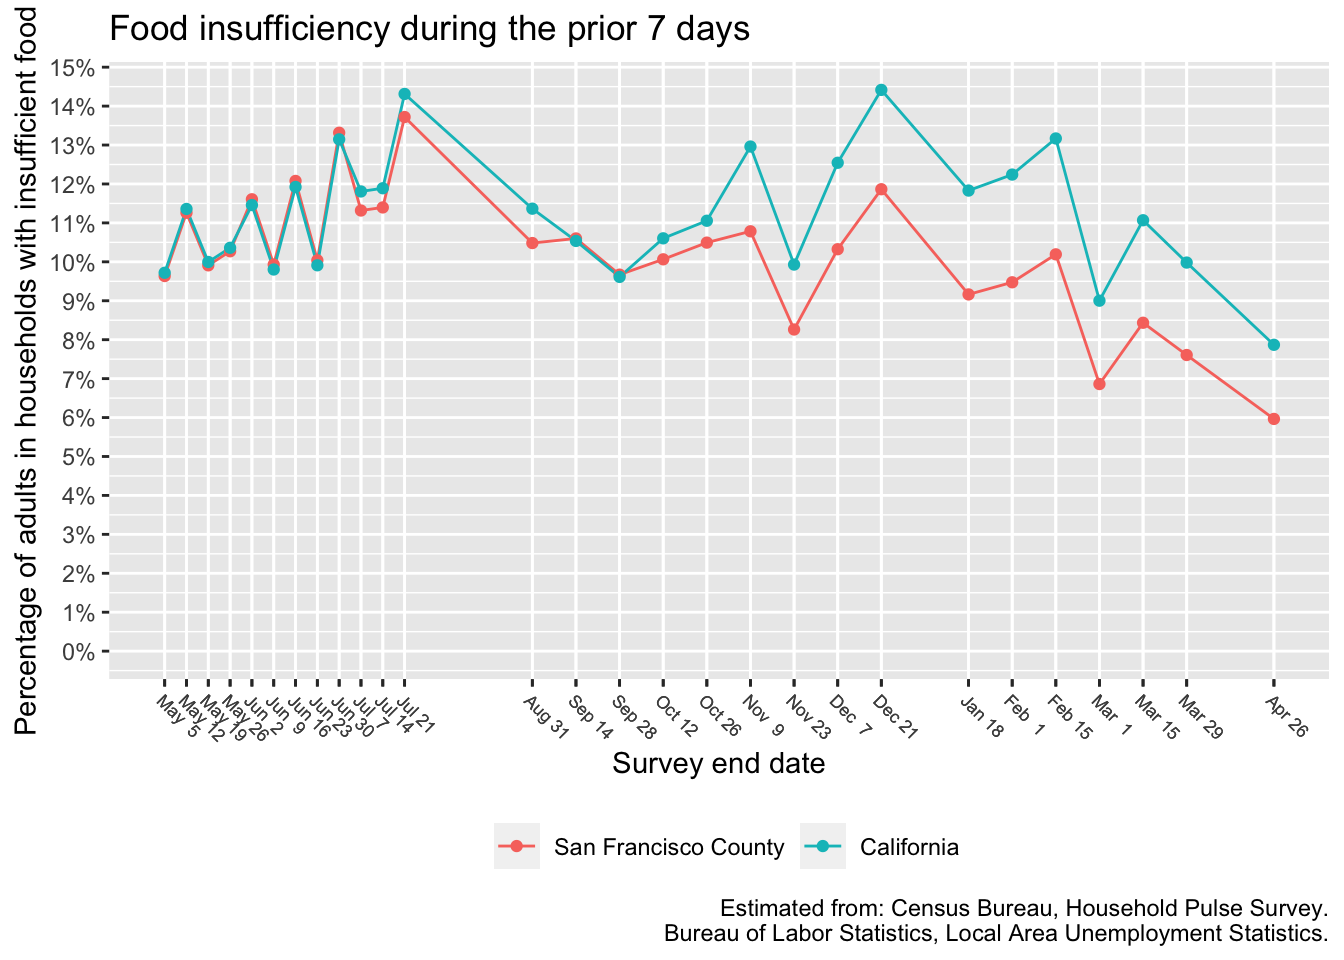 Food insufficiency during the prior 7 days
Percentage of adults in households with insufficient food
15%
14%
13%
12%
11%
10%
9%
8%
7%
6%
5%
4%
3%
2%
1%
0%
May 5
May 12
May 19
May 26
Jun 2
Jun 9
Jun 16
Jun 23
Jun 30
Jul 7
Jul 14
Jul 21
Aug 31
Sep 14
Sep 28
Oct 12
Oct 26
Nov 9
Nov 23
Dec 7
Dec 21
Jan 18
Feb 1
Feb 15
Mar 1
Mar 15
Mar 29
Apr 26
Survey end date
San Francisco County
California
Estimated from: Census Bureau, Household Pulse Survey.
Bureau of Labor Statistics, Local Area Unemployment Statistics.